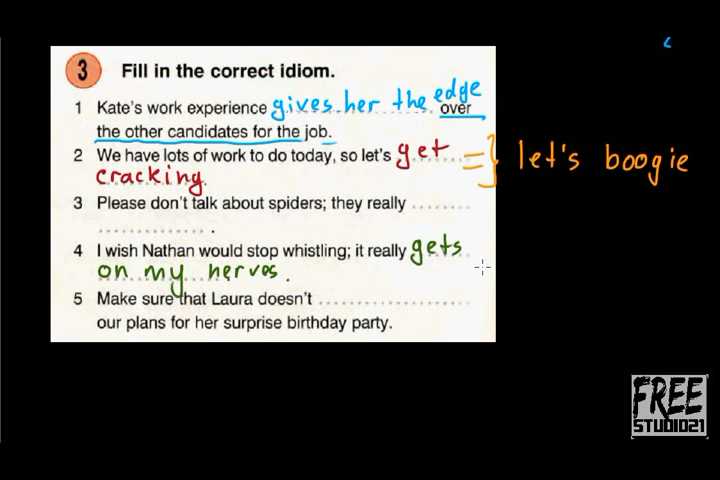 3 Fill in the correct idiom.
1 Kate's work experience gives her the edge over
the other candidates for the job.
2 We have lots of work to do today, so let's get =} let's boogie
cracking.
3 Please don't talk about spiders; they really ........
............... .
4 I wish Nathan would stop whistling; it really gets
on my nerves.
5 Make sure that Laura doesn't .....................
our plans for her surprise birthday party.
FREE
STUDIO21